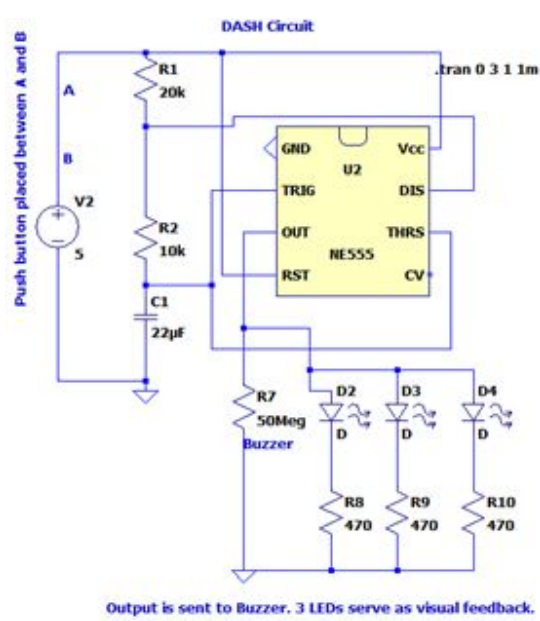 DASH Circuit
Push button placed between A and B
.tran 0 3 1 1m
R1
20k
A
B
V2
5
R2
10k
C1
22µF
GND
Vcc
U2
TRIG
DIS
OUT
THRS
NE555
RST
CV
R7
50Meg
Buzzer
D2
D
D3
D
D4
D
R8
470
R9
470
R10
470
Output is sent to Buzzer. 3 LEDs serve as visual feedback.